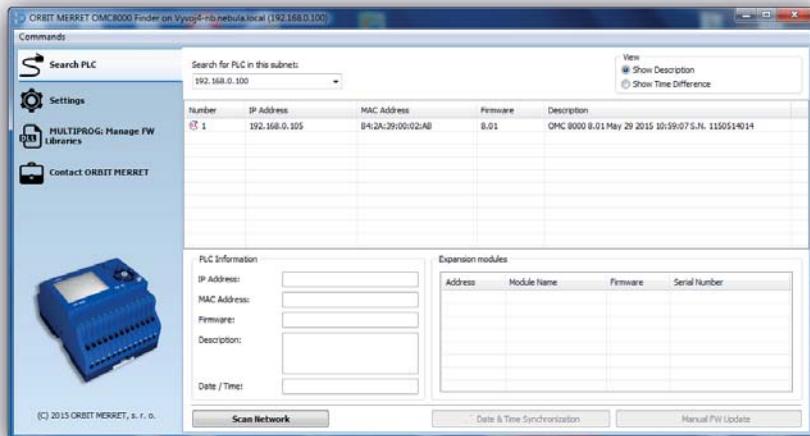 ORBIT MERRET OMC8000 Finder on Vyvoj4-nb.nebula.local (192.168.0.100)
Commands
Search PLC
Settings
MULTIPROG: Manage FW
Libraries
Contact ORBIT MERRET
(C) 2015 ORBIT MERRET, s. r. o.
Search for PLC in this subnet:
192.168.0.100
View
Show Description
Show Time Difference
Number IP Address MAC Address Firmware Description
1 192.168.0.105 84:2A:39:00:02:AB 8.01 OMC 8000 8.01 May 29 2015 10:59:07 S.N. 1150514014
PLC Information
IP Address:
MAC Address:
Firmware:
Description:
Date / Time:
Expansion modules
Address Module Name Firmware Serial Number
Scan Network
Date & Time Synchronization
Manual FW Update